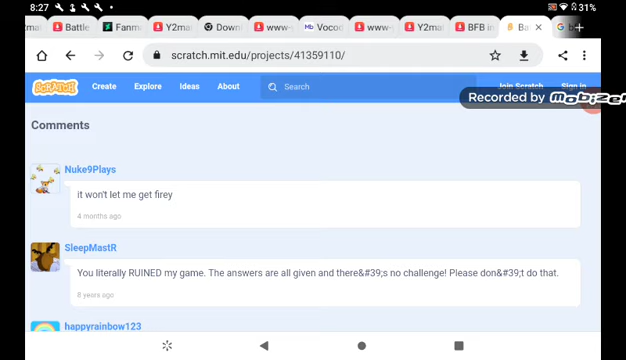 8:27 31%
Battle Fanm Y2mat Downl www- Vocod www- Y2mat BFB in Ba G b
scratch.mit.edu/projects/41359110/
SCRATCH Create Explore Ideas About Search Join Scratch Sign in
Recorded by
Comments
Nuke9Plays
it won't let me get firey
4 months ago
SleepMastR
You literally RUINED my game. The answers are all given and there&#39;s no challenge! Please don&#39;t do that.
8 years ago
happyrainbow123